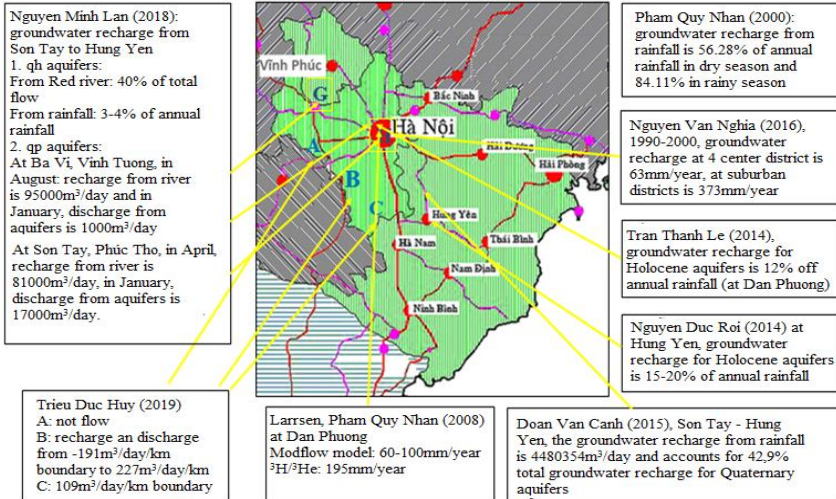 Nguyen Minh Lan (2018):
groundwater recharge from
Son Tay to Hung Yen
1. qh aquifers:
From Red river: 40% of total
flow
From rainfall: 3-4% of annual
rainfall
2. qp aquifers:
At Ba Vi, Vinh Tuong, in
August: recharge from river
is 95000m³/day and in
January, discharge from
aquifers is 1000m³/day
At Son Tay, Phúc Tho, in April,
recharge from river is
81000m³/day, in January,
discharge from aquifers is
17000m³/day.
Vĩnh Phúc
G
Bắc Ninh
Hà Nội
A
Hải Dương
Hải Phòng
B
C
Hưng Yên
Hà Nam
Thái Bình
Nam Định
Ninh Bình
Pham Quy Nhan (2000):
groundwater recharge from
rainfall is 56.28% of annual
rainfall in dry season and
84.11% in rainy season
Nguyen Van Nghia (2016),
1990-2000, groundwater
recharge at 4 center district is
63mm/year, at suburban
districts is 373mm/year
Tran Thanh Le (2014),
groundwater recharge for
Holocene aquifers is 12% off
annual rainfall (at Dan Phuong)
Nguyen Duc Roi (2014) at
Hung Yen, groundwater
recharge for Holocene aquifers
is 15-20% of annual rainfall
Trieu Duc Huy (2019)
A: not flow
B: recharge an discharge
from -191m³/day/km
boundary to 227m³/day/km
C: 109m³/day/km boundary
Larrsen, Pham Quy Nhan (2008)
at Dan Phuong
Modflow model: 60-100mm/year
³H/³He: 195mm/year
Doan Van Canh (2015), Son Tay - Hung
Yen, the groundwater recharge from rainfall
is 4480354m³/day and accounts for 42,9%
total groundwater recharge for Quaternary
aquifers